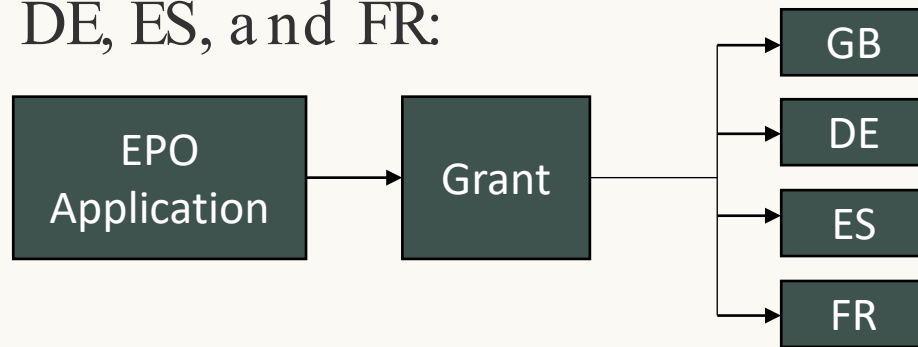 DE, ES, and FR:
EPO
Application
Grant
GB
DE
ES
FR